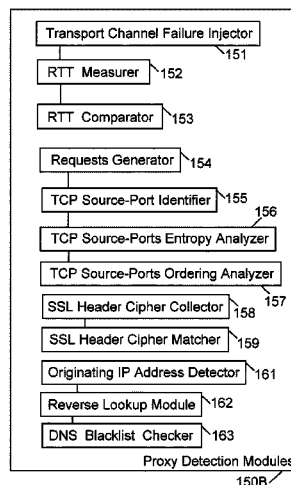 Transport Channel Failure Injector
151
RTT Measurer
152
RTT Comparator
153
Requests Generator
154
TCP Source-Port Identifier
155
156
TCP Source-Ports Entropy Analyzer
TCP Source-Ports Ordering Analyzer
157
SSL Header Cipher Collector
158
SSL Header Cipher Matcher
159
Originating IP Address Detector
161
Reverse Lookup Module
162
DNS Blacklist Checker
163
Proxy Detection Modules
150B